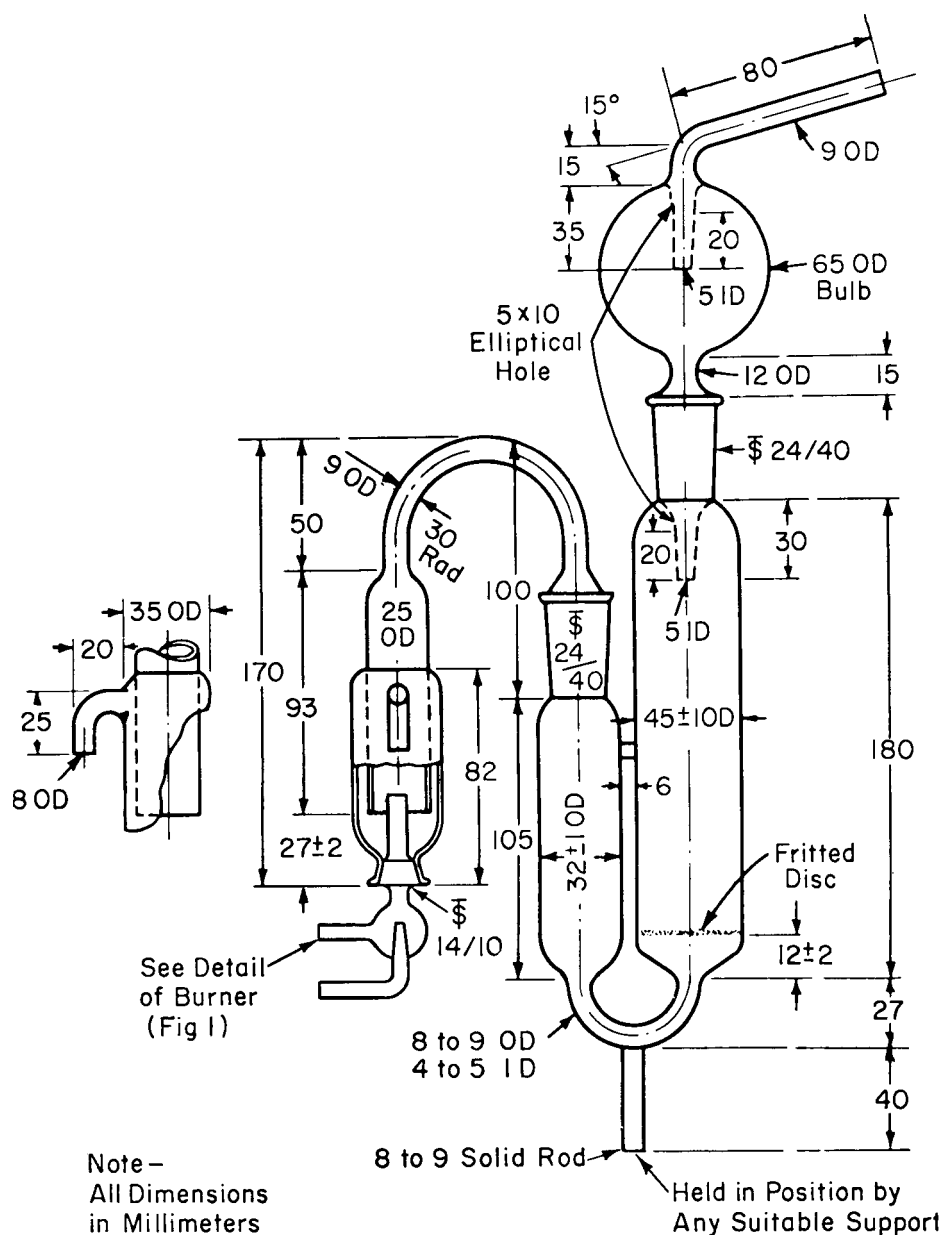 80
15°
9 OD
15
35
20
5 ID
65 OD
Bulb
5×10
Elliptical
Hole
12 OD
15
24/40
9 OD
30
Rad
50
100
20
30
5 ID
35 OD
20
25
OD
24
40
170
93
25
8 OD
45±1 OD
180
82
6
105
32±1 OD
27±2
Fritted
Disc
14/10
12±2
See Detail
of Burner
(Fig 1)
27
8 to 9 OD
4 to 5 ID
40
8 to 9 Solid Rod
Note –
All Dimensions
in Millimeters
Held in Position by
Any Suitable Support